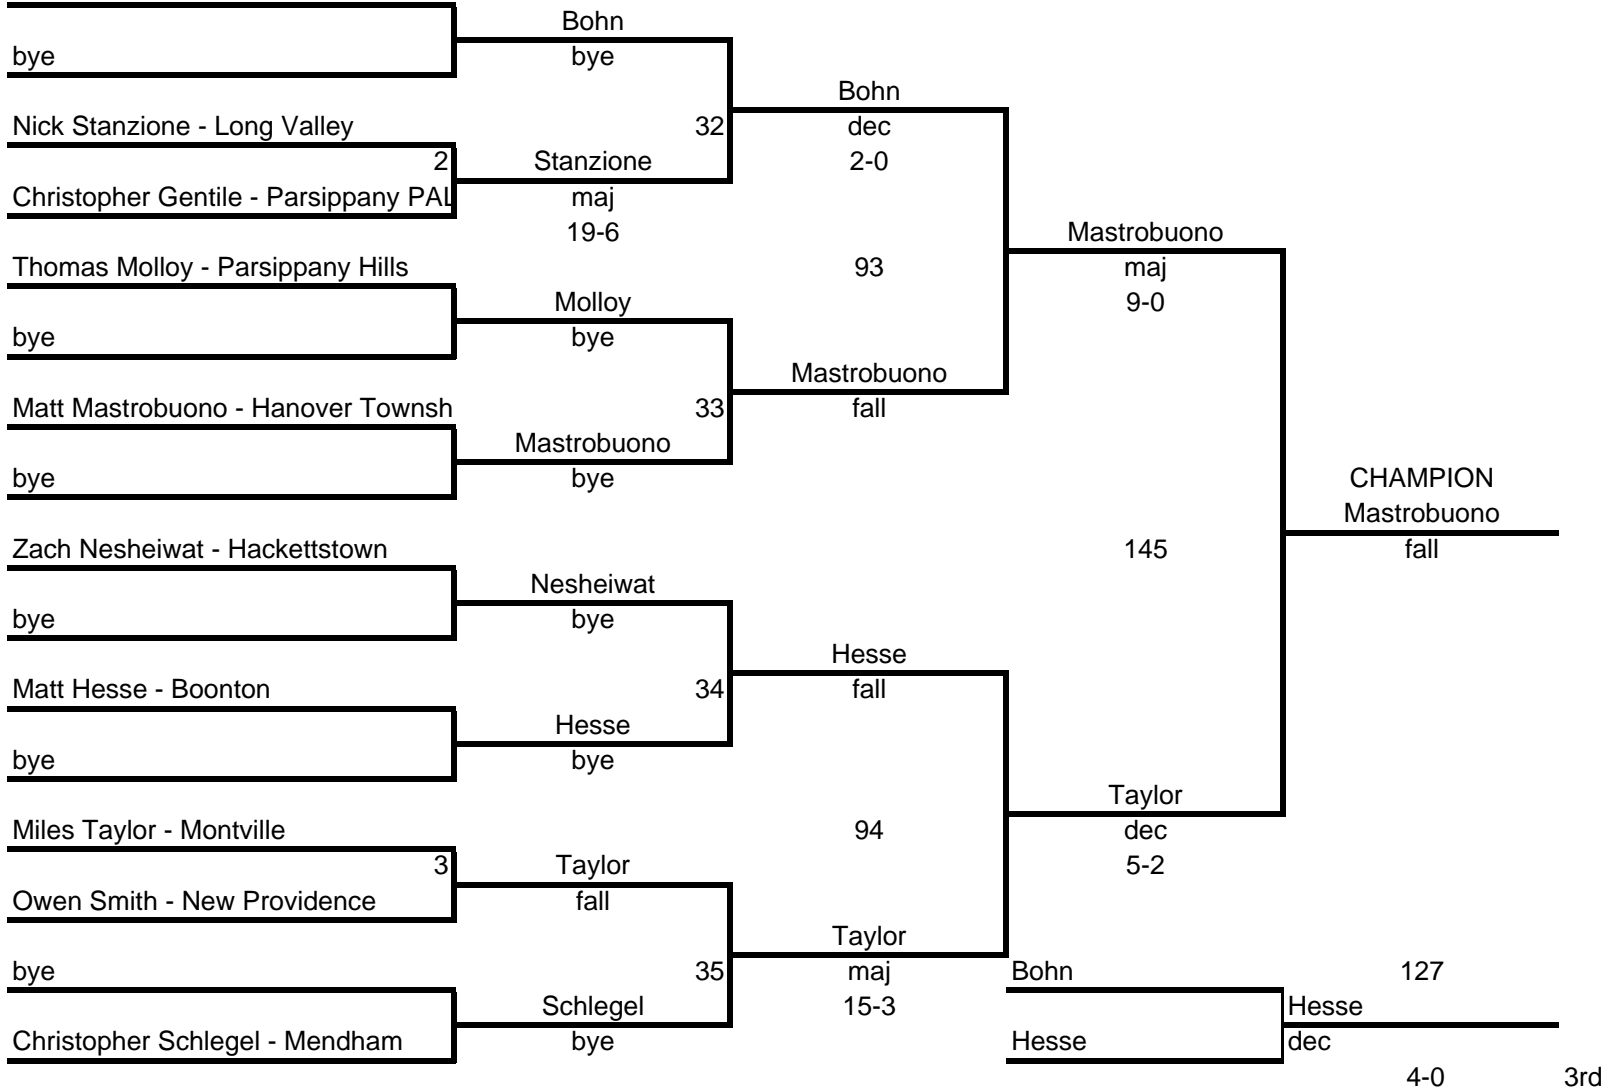 Bohn
bye
bye
Bohn
Nick Stanzione - Long Valley
32
dec
2
Stanzione
2-0
Christopher Gentile - Parsippany PAL
maj
19-6
Mastrobuono
Thomas Molloy - Parsippany Hills
93
maj
Molloy
9-0
bye
bye
Mastrobuono
Matt Mastrobuono - Hanover Townsh
33
fall
Mastrobuono
bye
bye
CHAMPION
Mastrobuono
Zach Nesheiwat - Hackettstown
145
fall
Nesheiwat
bye
bye
Hesse
Matt Hesse - Boonton
34
fall
Hesse
bye
bye
Taylor
Miles Taylor - Montville
94
dec
3
Taylor
5-2
Owen Smith - New Providence
fall
Taylor
bye
35
maj
Bohn
127
Schlegel
15-3
Hesse
Christopher Schlegel - Mendham
bye
Hesse
dec
4-0
3rd